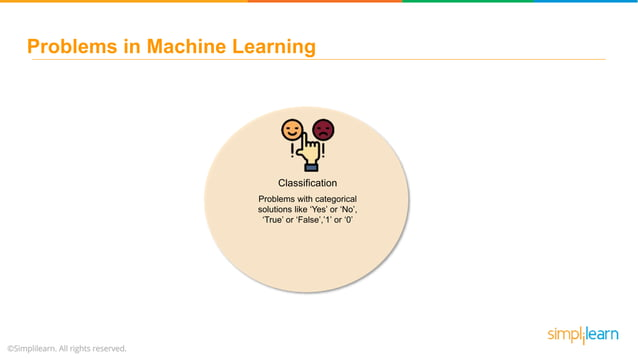 Problems in Machine Learning
Classification
Problems with categorical
solutions like ‘Yes’ or ‘No’,
‘True’ or ‘False’,’1’ or ‘0’
simplilearn
©Simplilearn. All rights reserved.